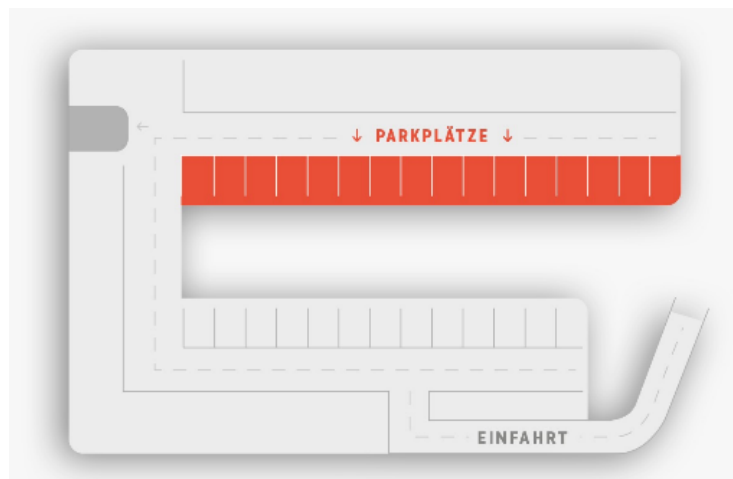 ↓ PARKPLÄTZE ↓
EINFAHRT